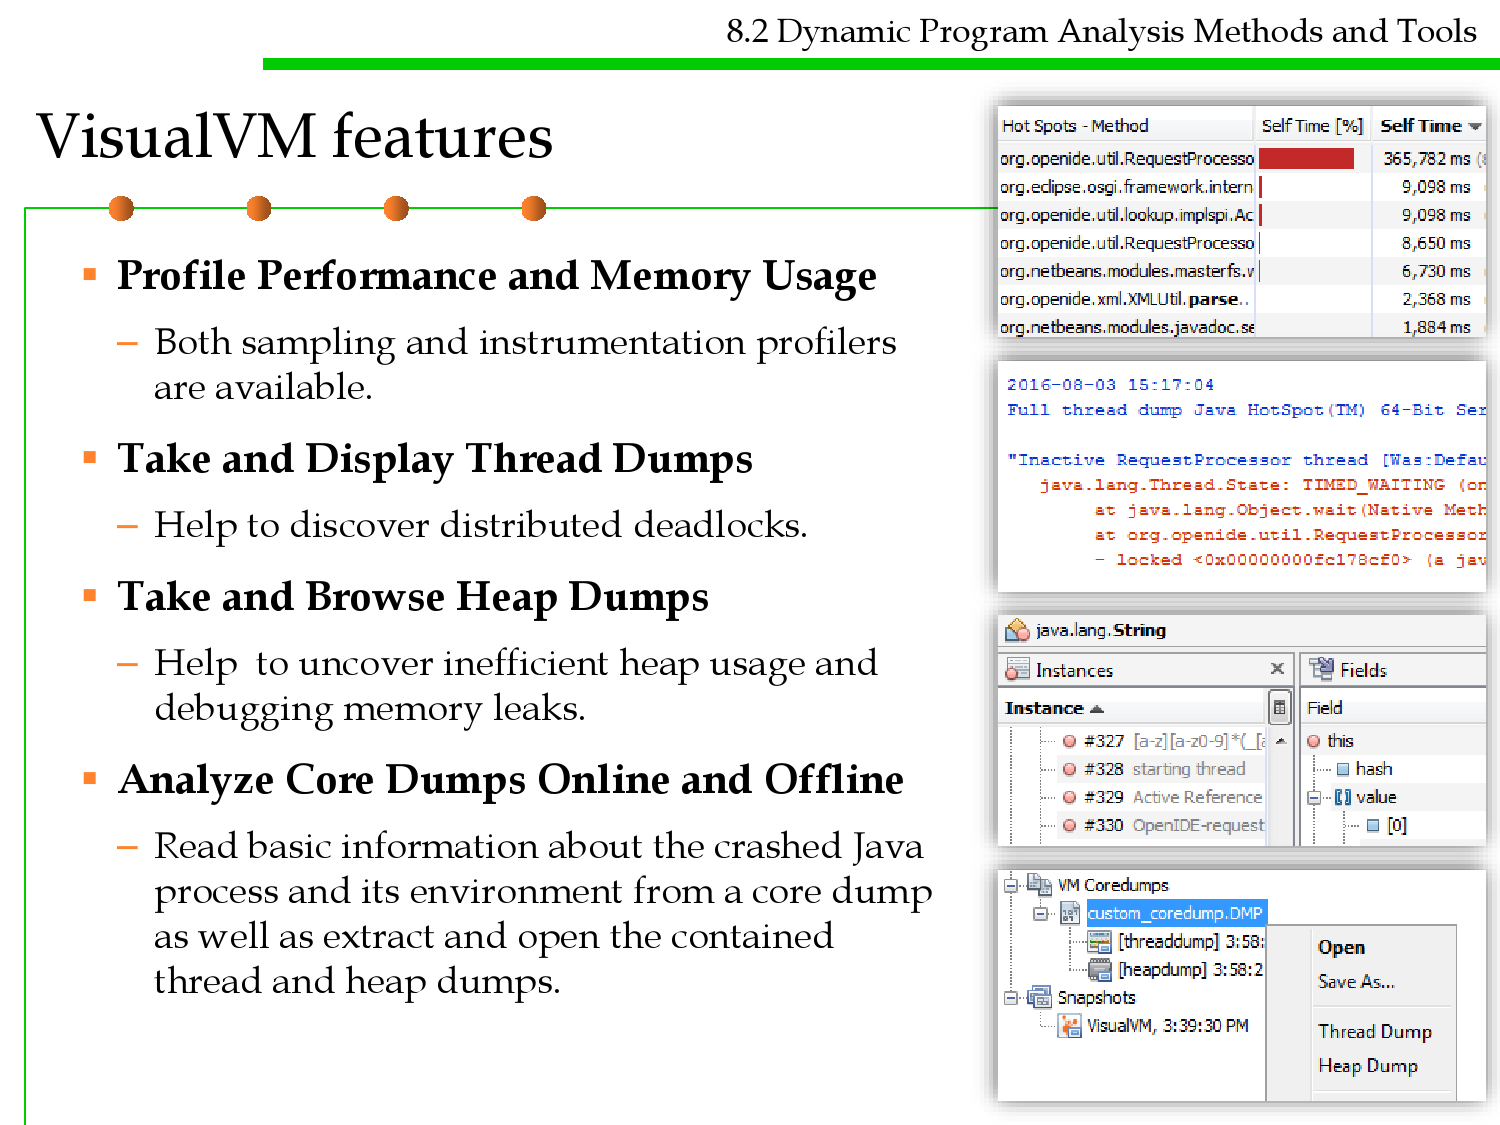 8.2 Dynamic Program Analysis Methods and Tools
VisualVM features
▪ Profile Performance and Memory Usage
– Both sampling and instrumentation profilers
are available.
▪ Take and Display Thread Dumps
– Help to discover distributed deadlocks.
▪ Take and Browse Heap Dumps
– Help  to uncover inefficient heap usage and
debugging memory leaks.
▪ Analyze Core Dumps Online and Offline
– Read basic information about the crashed Java
process and its environment from a core dump
as well as extract and open the contained
thread and heap dumps.
Hot Spots - Method Self Time [%] Self Time
org.openide.util.RequestProcesso 365,782 ms
org.eclipse.osgi.framework.intern 9,098 ms
org.openide.util.lookup.implspi.Ac 9,098 ms
org.openide.util.RequestProcesso 8,650 ms
org.netbeans.modules.masterfs.w 6,730 ms
org.openide.xml.XMLUtil.parse.. 2,368 ms
org.netbeans.modules.javadoc.se 1,884 ms
2016-08-03 15:17:04
Full thread dump Java HotSpot(TM) 64-Bit Ser
"Inactive RequestProcessor thread [Was:Defau
java.lang.Thread.State: TIMED_WAITING (on
at java.lang.Object.wait(Native Meth
at org.openide.util.RequestProcessor
- locked <0x00000000fc178cf0> (a jav
java.lang.String
Instances × Fields
Instance Field
#327 [a-z][a-z0-9]*(_[a this
#328 starting thread hash
#329 Active Reference value
#330 OpenIDE-request [0]
VM Coredumps
custom_coredump.DMP
[threaddump] 3:58:
[heapdump] 3:58:2
Snapshots
VisualVM, 3:39:30 PM
Open
Save As...
Thread Dump
Heap Dump